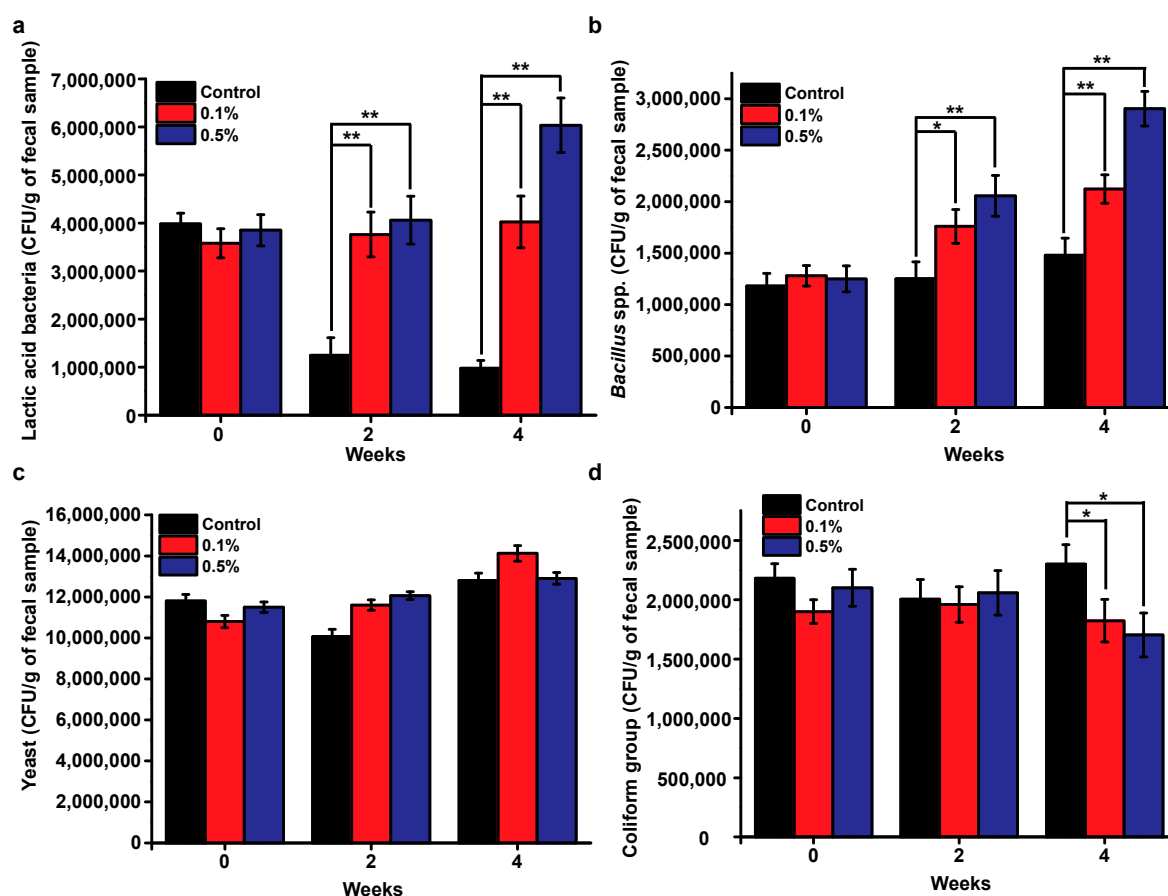 a
Lactic acid bacteria (CFU/g of fecal sample)
7,000,000
6,000,000
5,000,000
4,000,000
3,000,000
2,000,000
1,000,000
0
Control
0.1%
0.5%
**
**
**
**
0 2 4
Weeks
b
Bacillus spp. (CFU/g of fecal sample)
3,000,000
2,500,000
2,000,000
1,500,000
1,000,000
500,000
0
Control
0.1%
0.5%
**
*
**
**
0 2 4
Weeks
c
Yeast (CFU/g of fecal sample)
16,000,000
14,000,000
12,000,000
10,000,000
8,000,000
6,000,000
4,000,000
2,000,000
0
Control
0.1%
0.5%
0 2 4
Weeks
d
Coliform group (CFU/g of fecal sample)
2,500,000
2,000,000
1,500,000
1,000,000
500,000
0
Control
0.1%
0.5%
*
*
0 2 4
Weeks